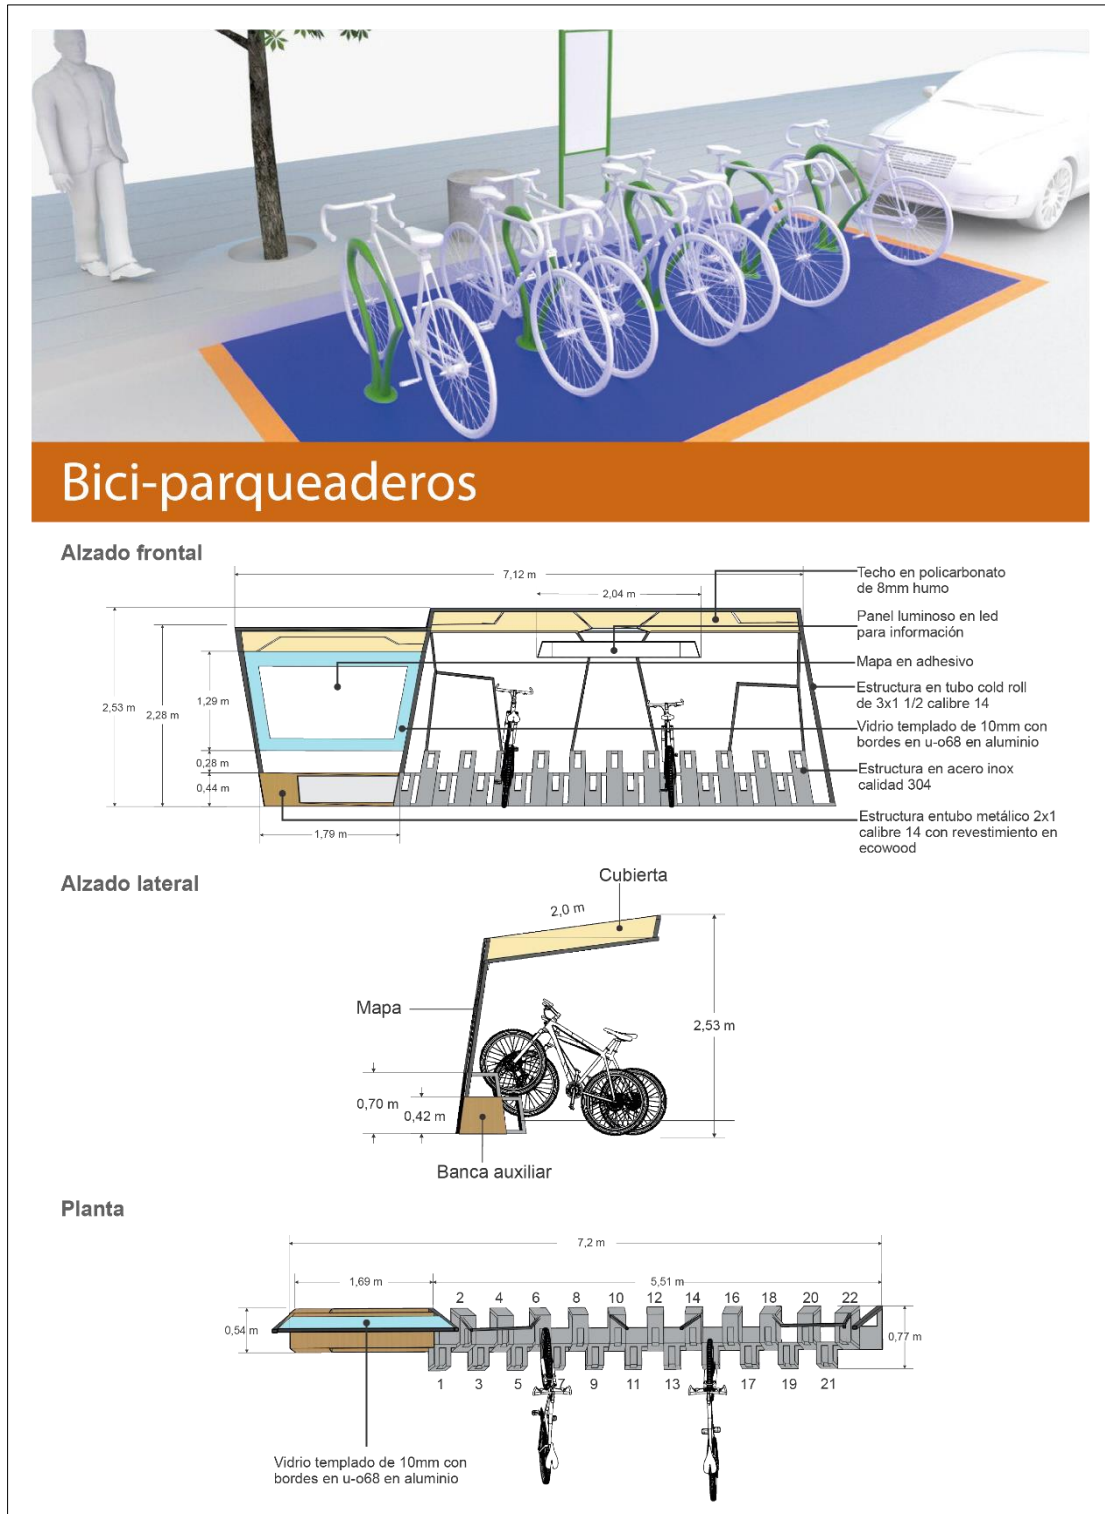 Bici-parqueaderos
Alzado frontal
7,12 m
2,04 m
2,53 m
2,28 m
1,29 m
0,28 m
0,44 m
1,79 m
Techo en policarbonato
de 8mm humo
Panel luminoso en led
para información
Mapa en adhesivo
Estructura en tubo cold roll
de 3x1 1/2 calibre 14
Vidrio templado de 10mm con
bordes en u-o68 en aluminio
Estructura en acero inox
calidad 304
Estructura entubo metálico 2x1
calibre 14 con revestimiento en
ecowood
Alzado lateral
Cubierta
2,0 m
Mapa
2,53 m
0,70 m
0,42 m
Banca auxiliar
Planta
7,2 m
1,69 m
5,51 m
2 4 6 8 10 12 14 16 18 20 22
0,54 m
0,77 m
1 3 5 7 9 11 13 17 19 21
Vidrio templado de 10mm con
bordes en u-o68 en aluminio